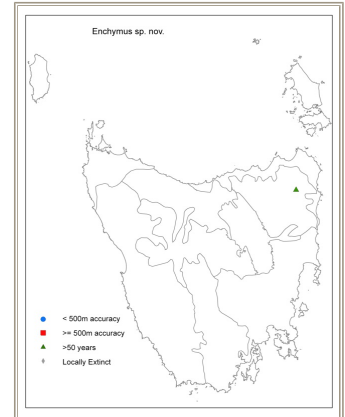 Enchymus sp. nov.
< 500m accuracy
>= 500m accuracy
>50 years
Locally Extinct